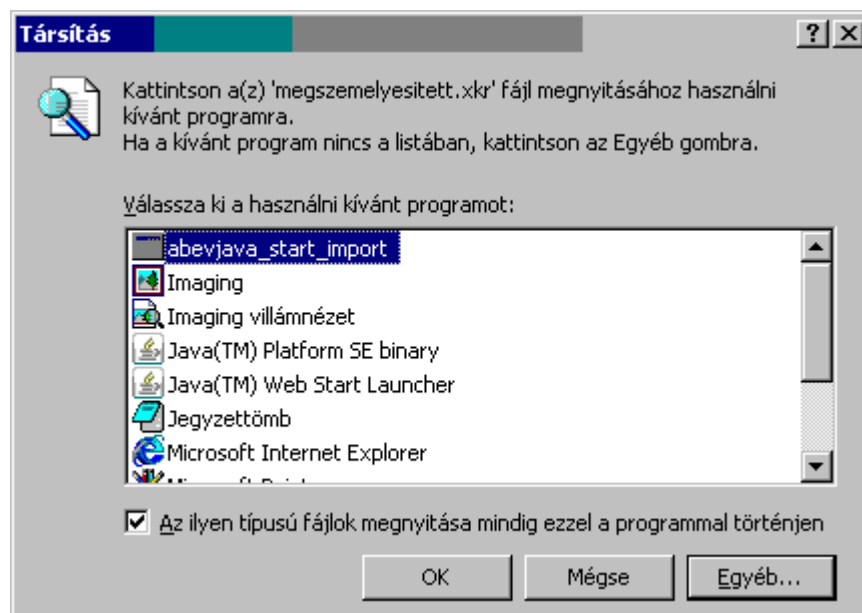 Társítás
Kattintson a(z) 'megszemelyesitett.xkr' fájl megnyitásához használni
kívánt programra.
Ha a kívánt program nincs a listában, kattintson az Egyéb gombra.
Válassza ki a használni kívánt programot:
abevjava_start_import
Imaging
Imaging villámnézet
Java(TM) Platform SE binary
Java(TM) Web Start Launcher
Jegyzettömb
Microsoft Internet Explorer
Az ilyen típusú fájlok megnyitása mindig ezzel a programmal történjen
OK
Mégse
Egyéb...